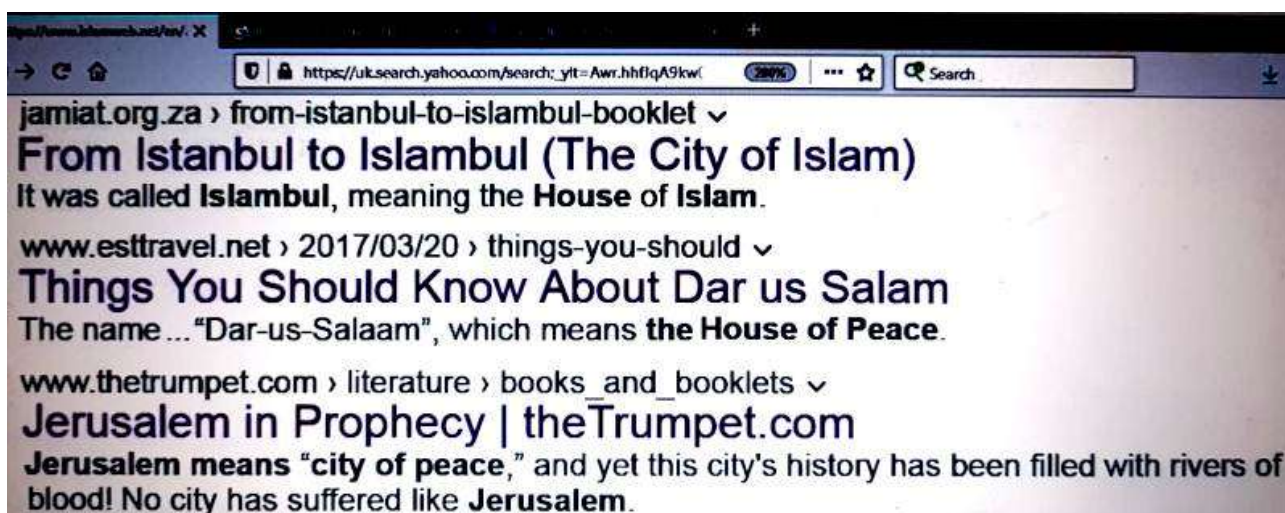 https://uk.search.yahoo.com/search;_ylt=Awr.hhfIqA9kw( 200% Search
jamiat.org.za › from-istanbul-to-islambul-booklet
From Istanbul to Islambul (The City of Islam)
It was called Islambul, meaning the House of Islam.
www.esttravel.net › 2017/03/20 › things-you-should
Things You Should Know About Dar us Salam
The name ... “Dar-us-Salaam”, which means the House of Peace.
www.thetrumpet.com › literature › books_and_booklets
Jerusalem in Prophecy | theTrumpet.com
Jerusalem means “city of peace,” and yet this city's history has been filled with rivers of
blood! No city has suffered like Jerusalem.